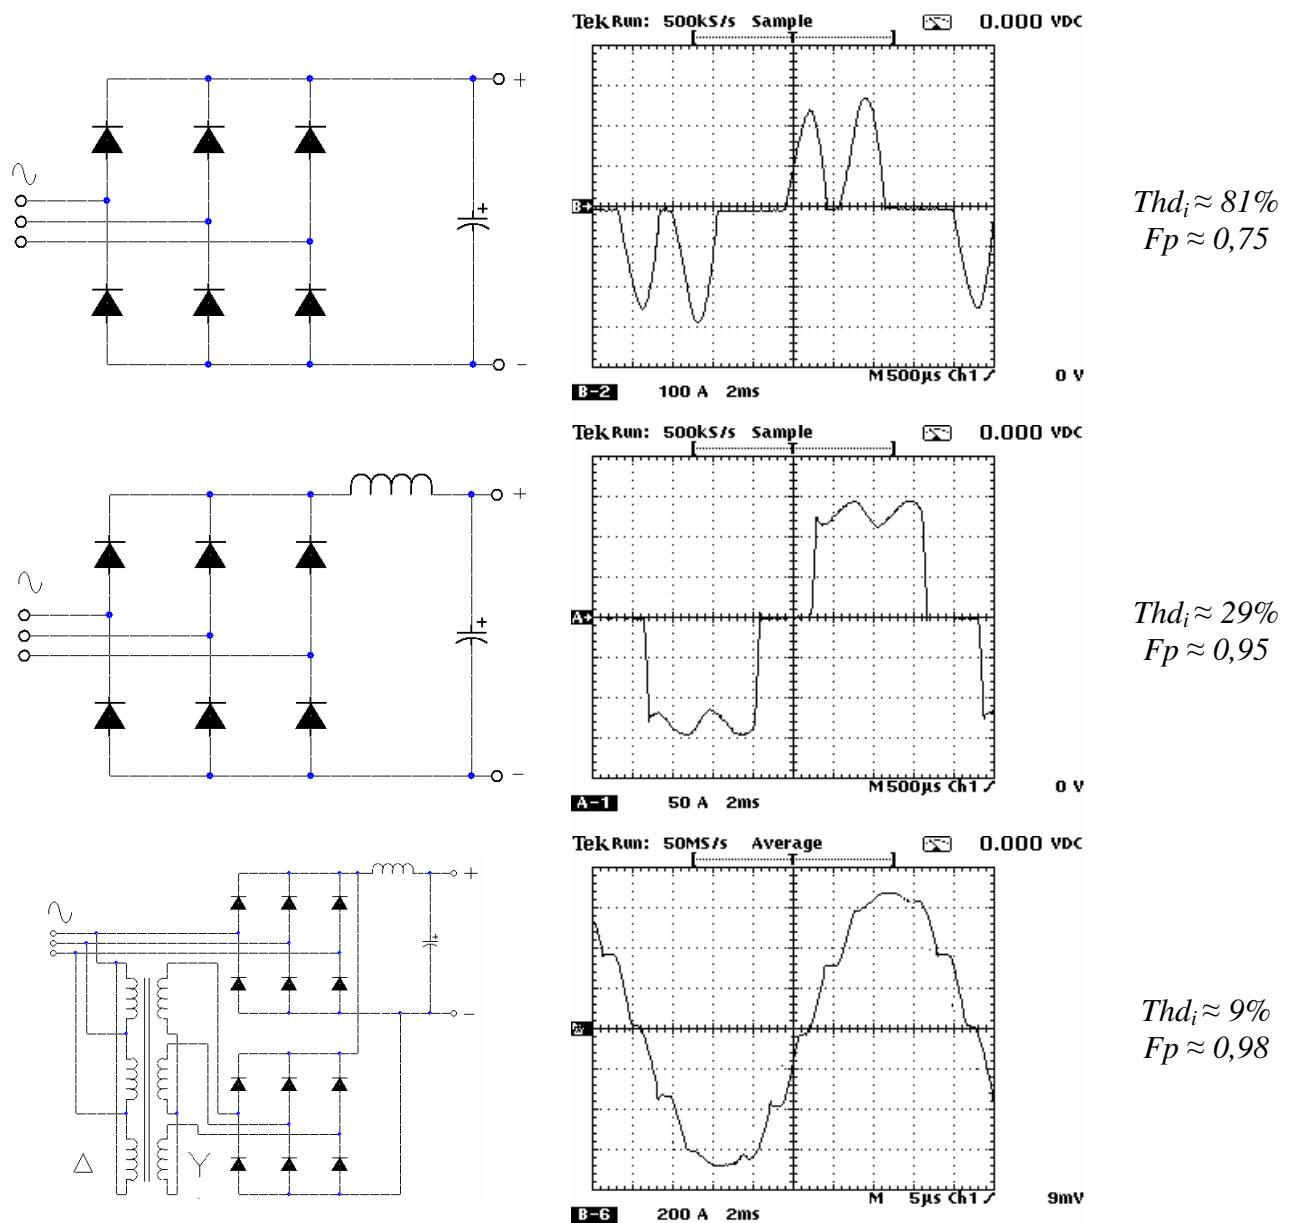 Tek Run: 500kS/s Sample 0.000 VDC
[ T ]
+
B→
-
M 500µs Ch1 ∫ 0 V
B-2 100 A 2ms
Thdi ≈ 81%
Fp ≈ 0,75
Tek Run: 500kS/s Sample 0.000 VDC
[ T ]
+
+
A→
-
M 500µs Ch1 ∫ 0 V
A-1 50 A 2ms
Thdi ≈ 29%
Fp ≈ 0,95
Tek Run: 50MS/s Average 0.000 VDC
[ T ]
+
+
-
Δ Y
M 5µs Ch1 ∫ 9mV
B-6 200 A 2ms
Thdi ≈ 9%
Fp ≈ 0,98